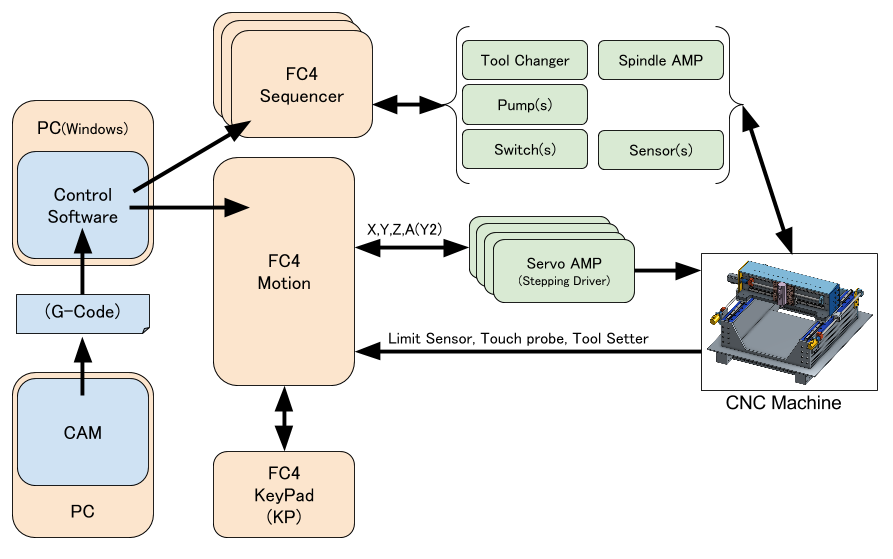 FC4
Sequencer
Tool Changer
Spindle AMP
Pump(s)
Switch(s)
Sensor(s)
PC(Windows)
Control
Software
(G-Code)
CAM
PC
FC4
Motion
X,Y,Z,A(Y2)
Servo AMP
(Stepping Driver)
Limit Sensor, Touch probe, Tool Setter
CNC Machine
FC4
KeyPad
(KP)